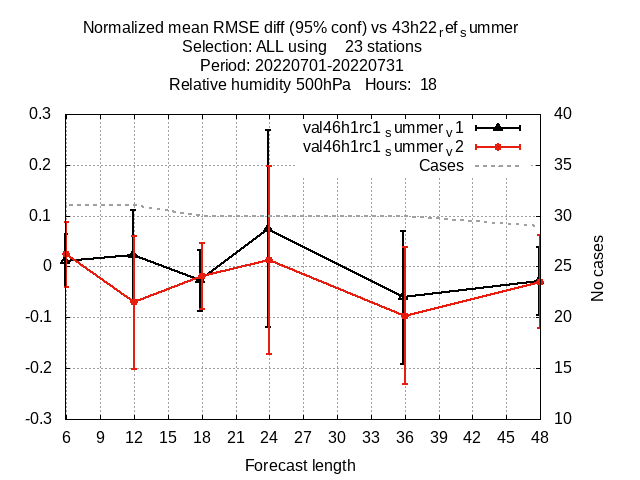 Normalized mean RMSE diff (95% conf) vs 43h22_ref_summer
Selection: ALL using 23 stations
Period: 20220701-20220731
Relative humidity 500hPa Hours: 18
0.3
0.2
0.1
0
-0.1
-0.2
-0.3
40
35
30
25
20
15
10
val46h1rc1_summer_v1
val46h1rc1_summer_v2
Cases
No cases
6 9 12 15 18 21 24 27 30 33 36 39 42 45 48
Forecast length